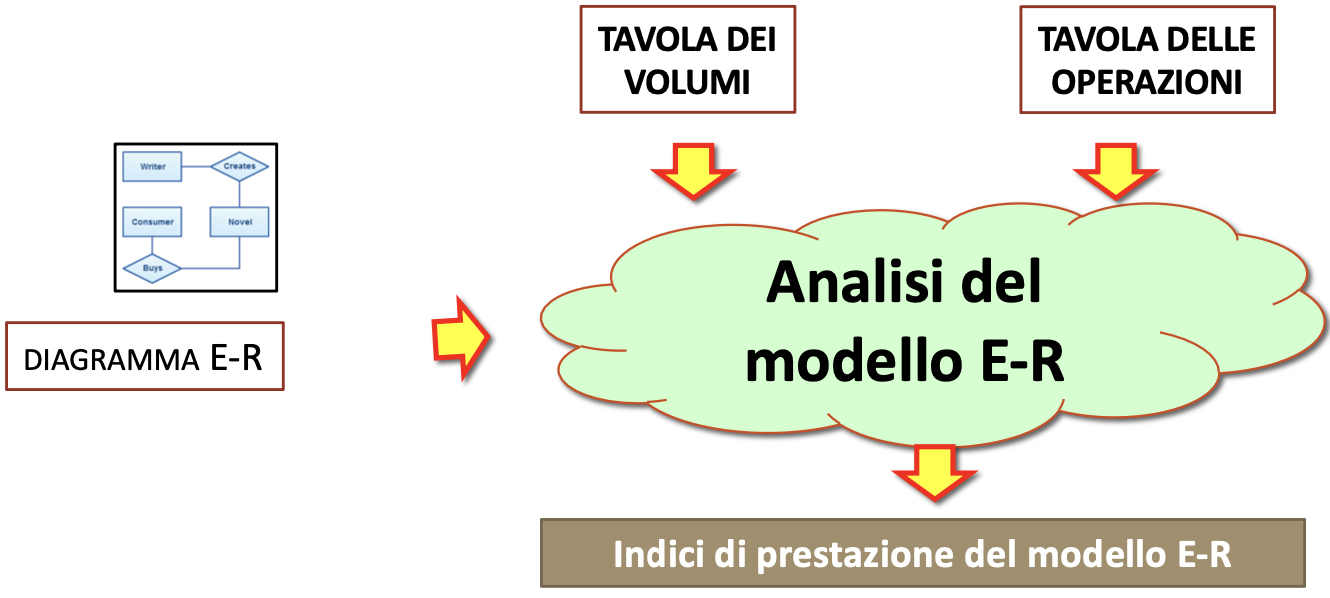 TAVOLA DEI
VOLUMI
TAVOLA DELLE
OPERAZIONI
Writer
Creates
Consumer
Novel
Buys
DIAGRAMMA E-R
Analisi del
modello E-R
Indici di prestazione del modello E-R